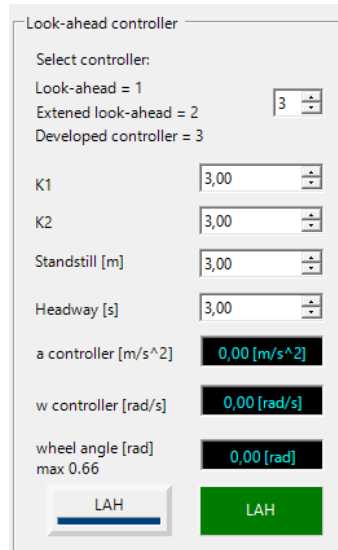 Look-ahead controller
Select controller:
Look-ahead = 1
Extened look-ahead = 2
Developed controller = 3
3
K1 3,00
K2 3,00
Standstill [m] 3,00
Headway [s] 3,00
a controller [m/s^2] 0,00 [m/s^2]
w controller [rad/s] 0,00 [rad/s]
wheel angle [rad]
max 0.66
0,00 [rad]
LAH LAH